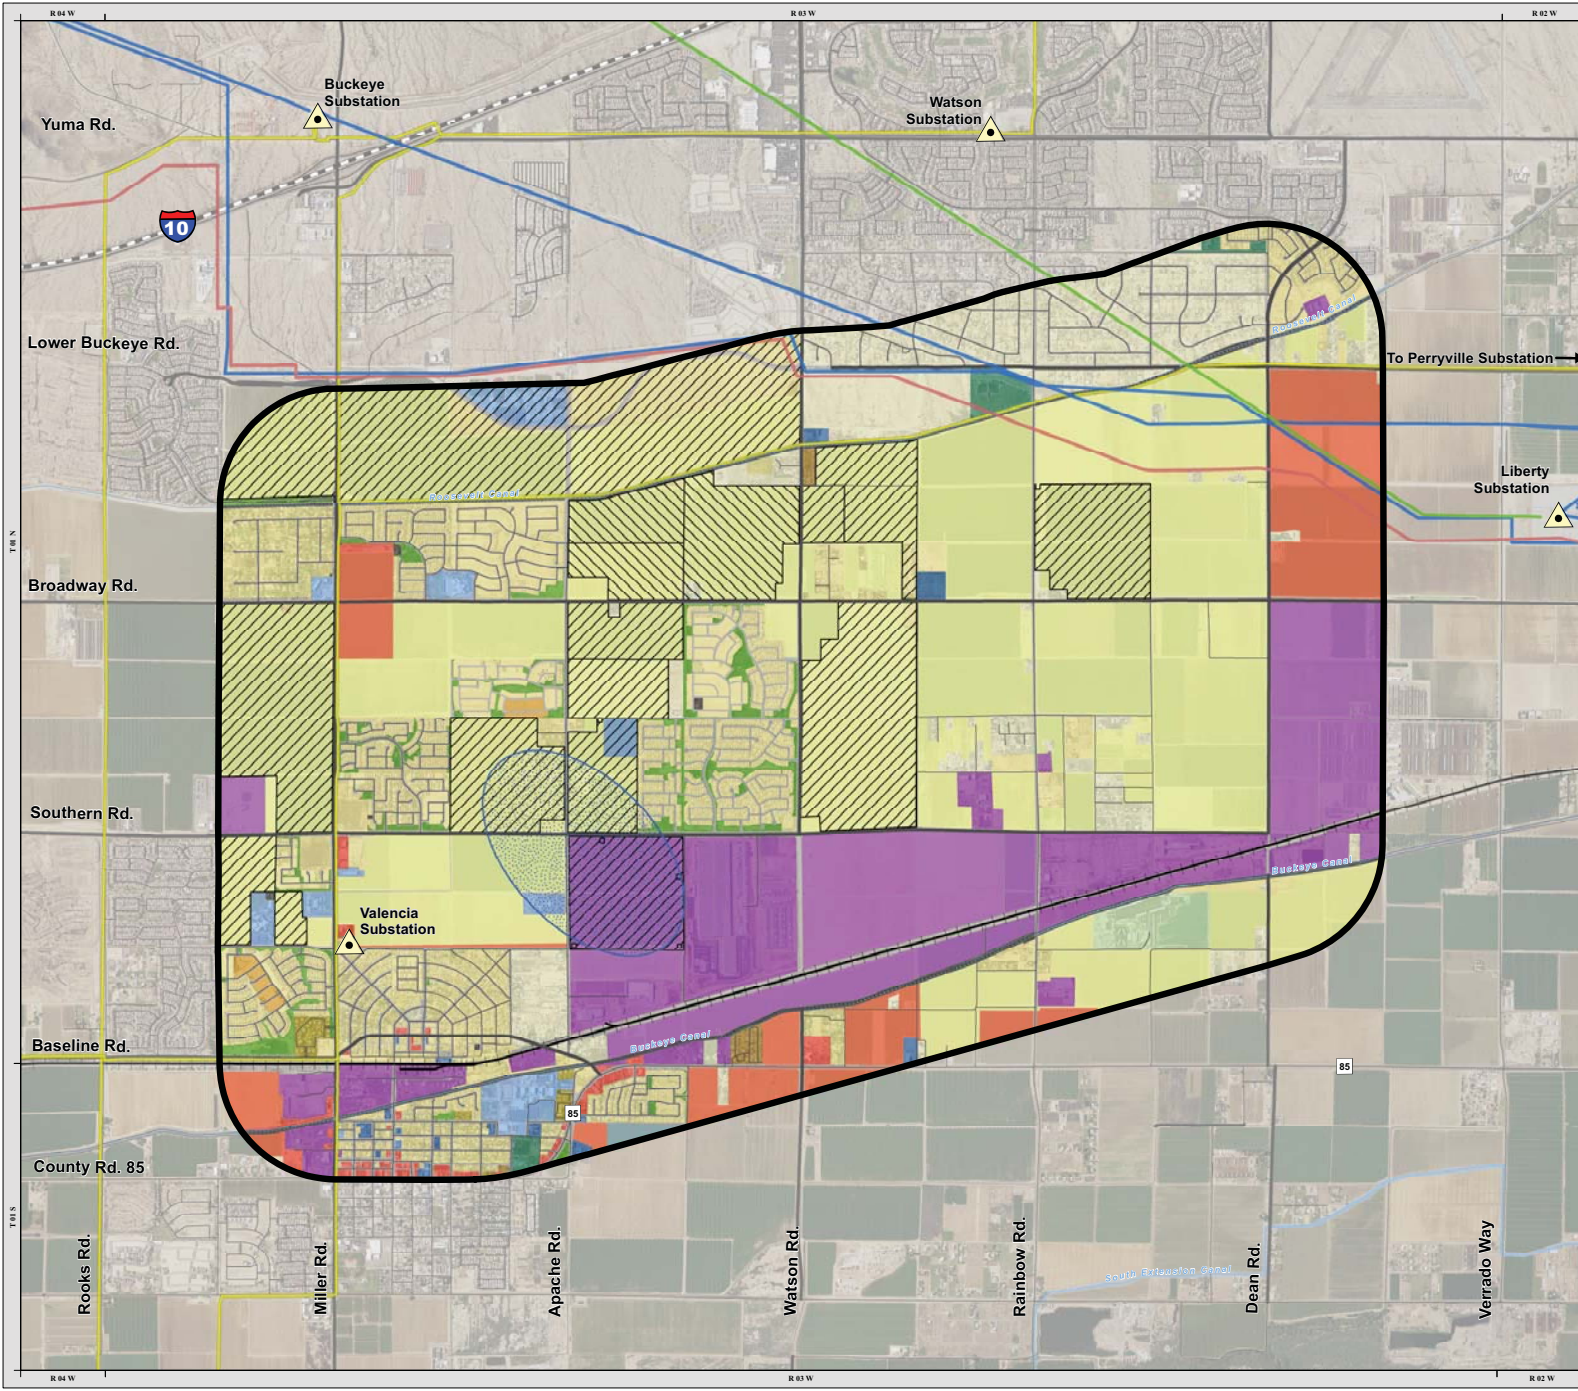 R 04 W
R 03 W
R 02 W
Buckeye
Substation
Watson
Substation
Yuma Rd.
10
Roosevelt Canal
Lower Buckeye Rd.
To Perryville Substation
Liberty
Substation
Roosevelt Canal
T 01 N
Broadway Rd.
Southern Rd.
Buckeye Canal
Valencia
Substation
Buckeye Canal
Baseline Rd.
85
85
County Rd. 85
T 01 S
Rooks Rd.
Miller Rd.
Apache Rd.
Watson Rd.
Rainbow Rd.
Dean Rd.
Verrado Way
South Extension Canal
R 04 W
R 03 W
R 02 W